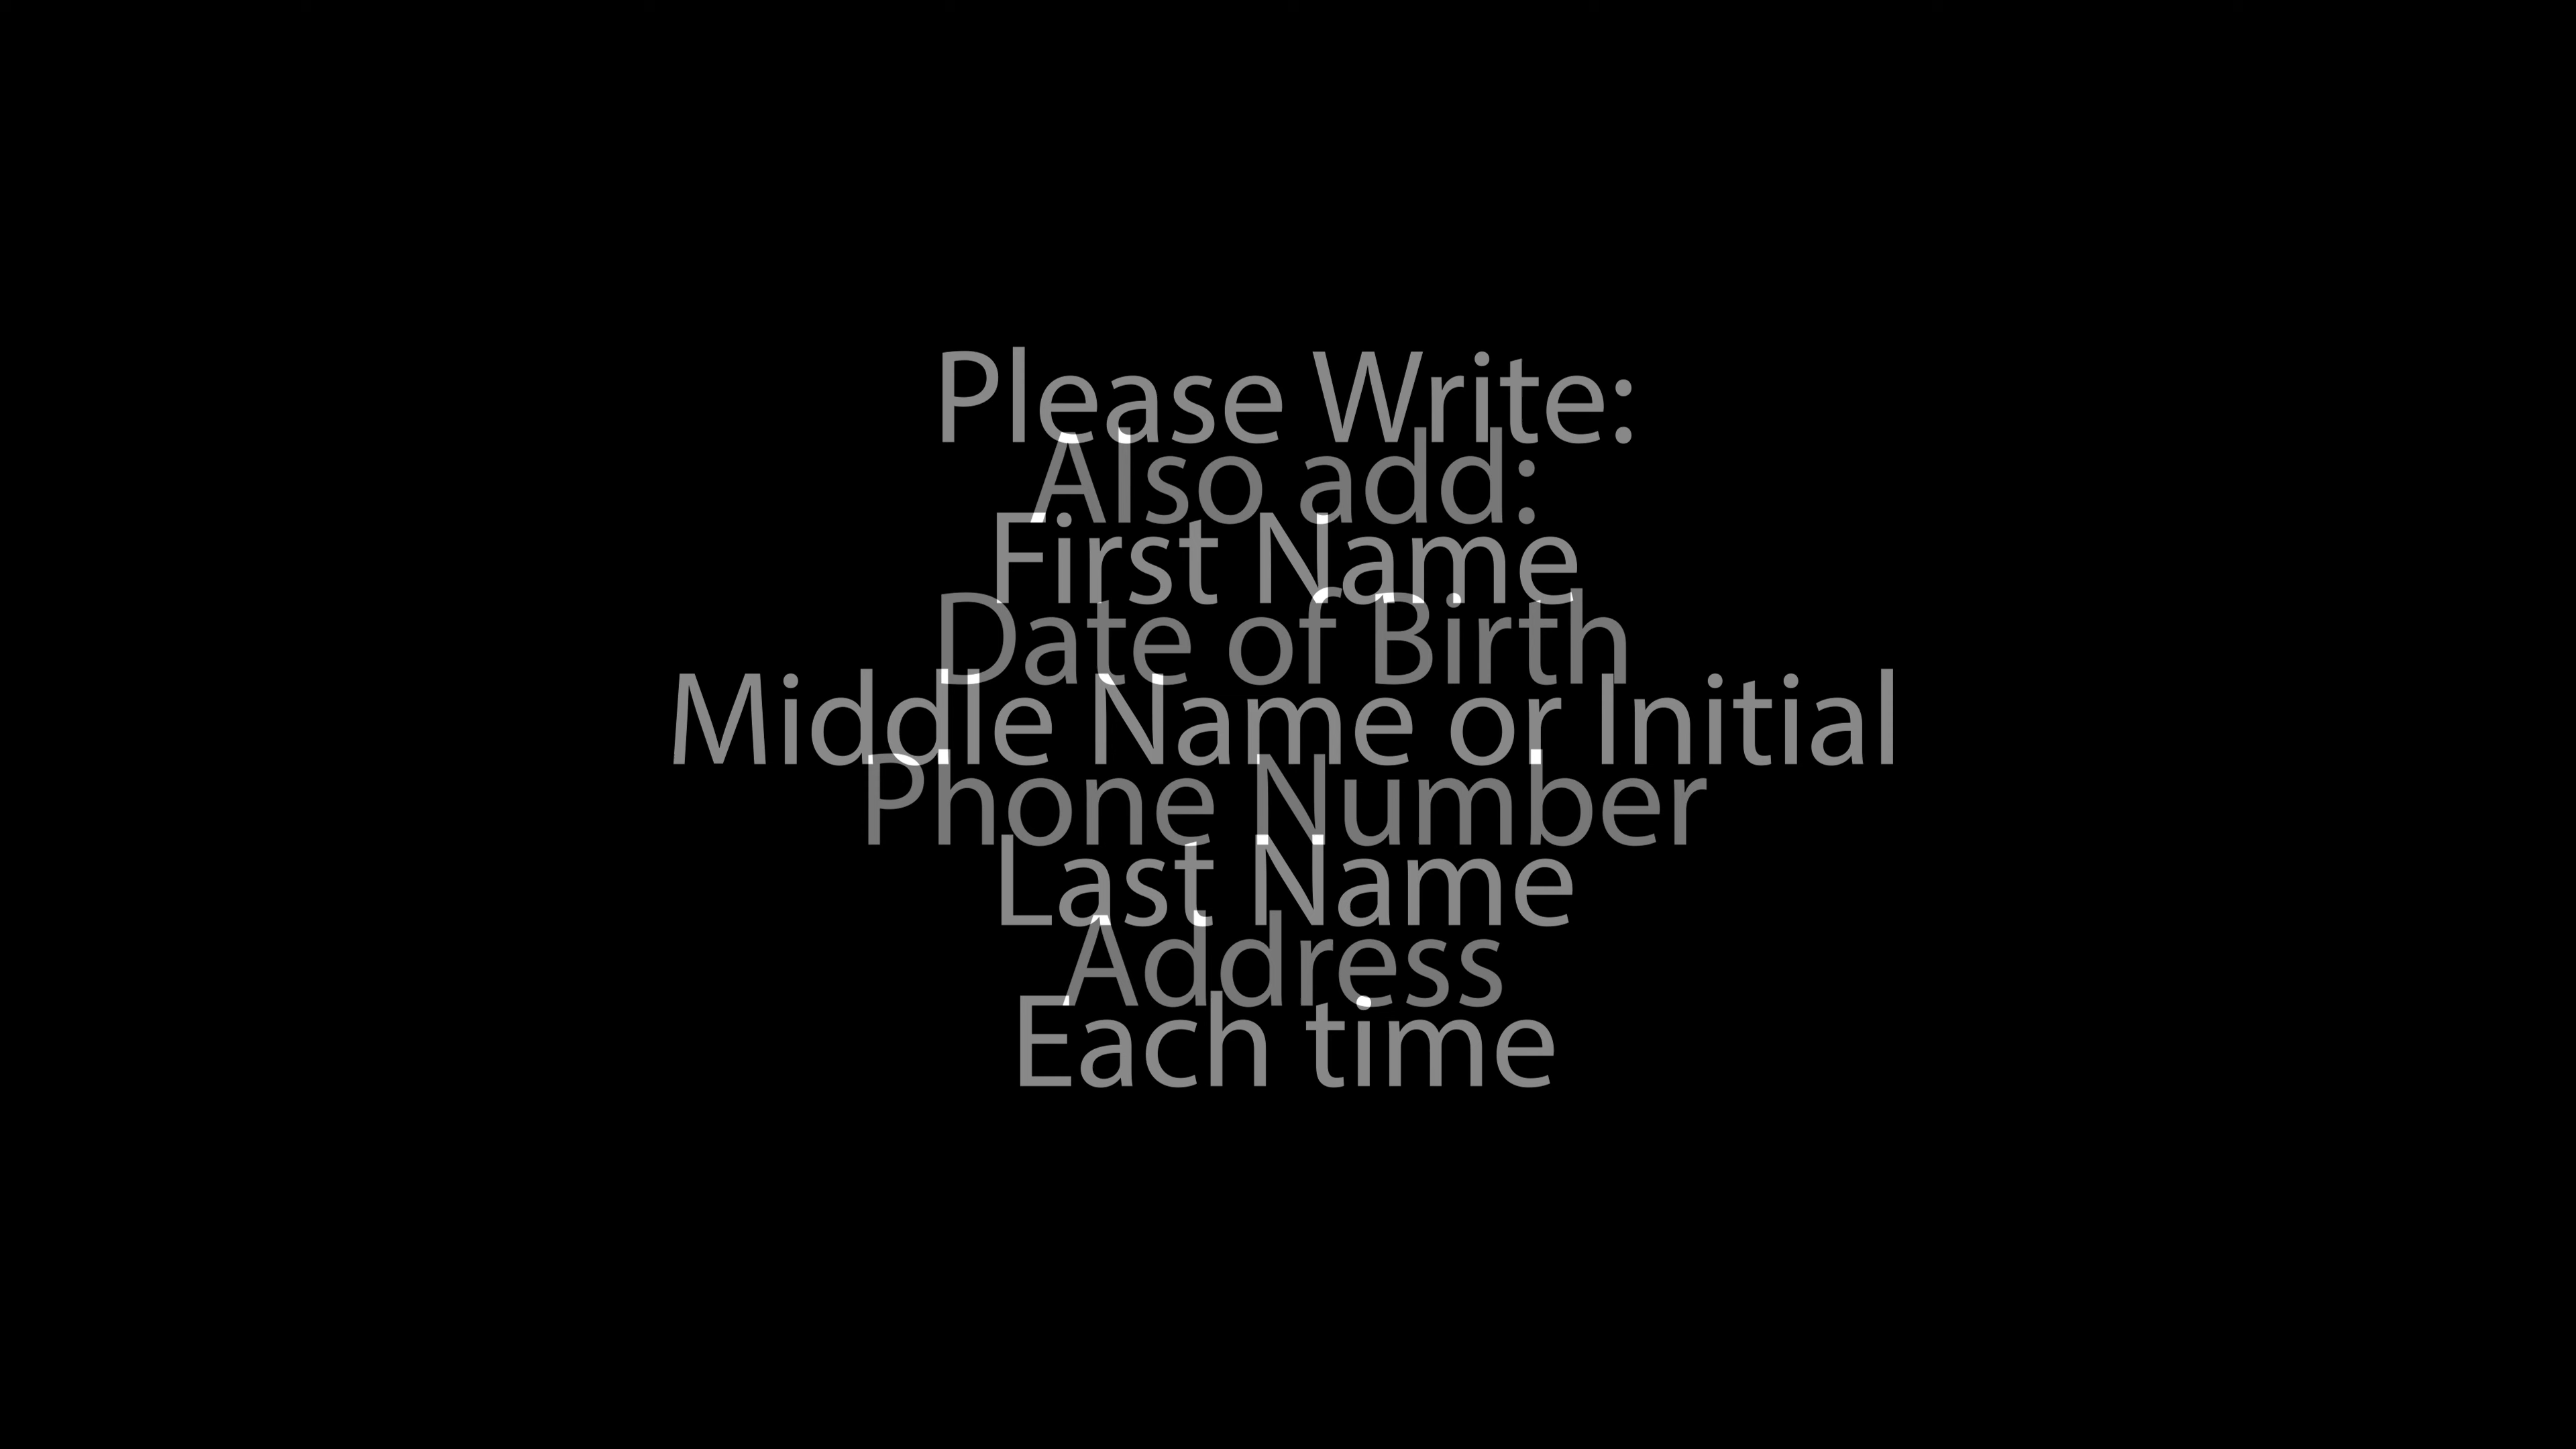 Please Write:
Also add:
First Name
Date of Birth
Middle Name or Initial
Phone Number
Last Name
Address
Each time